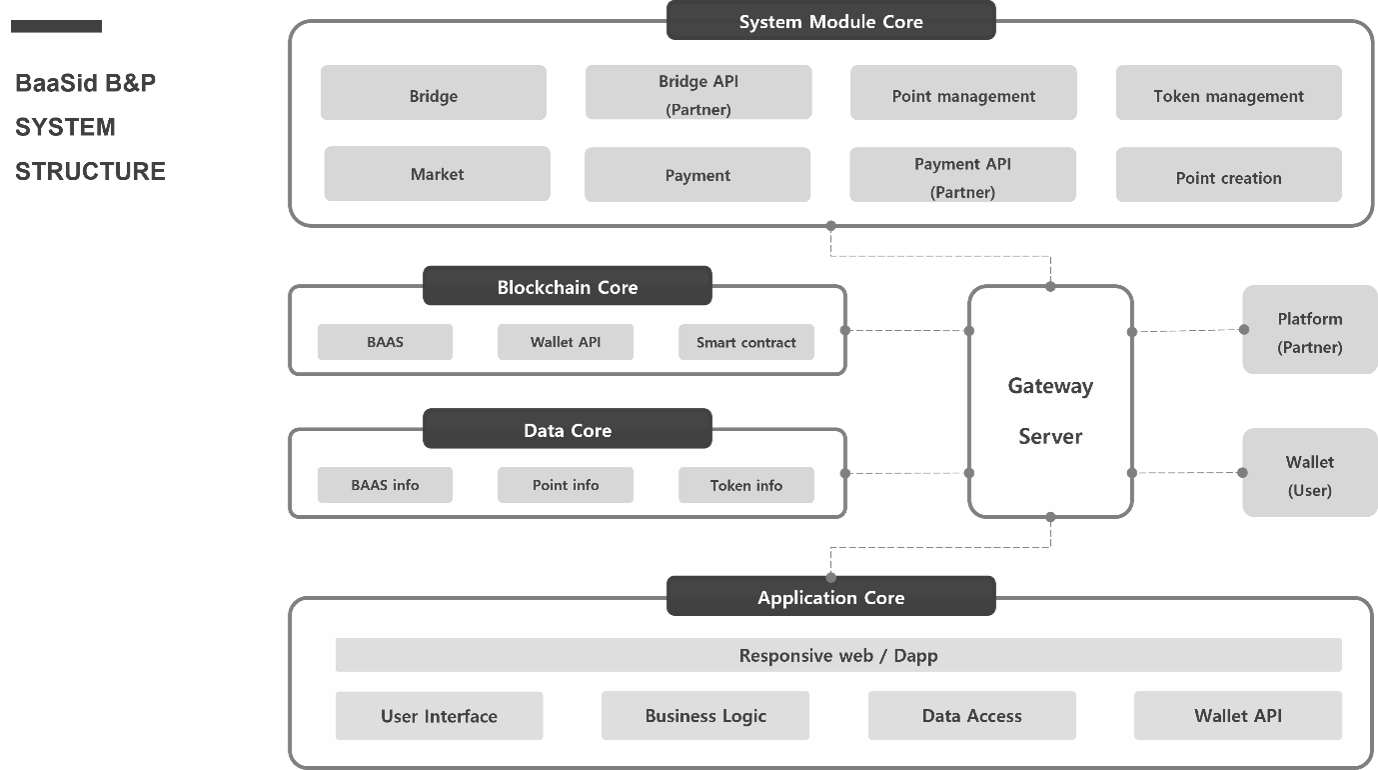 BaaSid B&P
SYSTEM
STRUCTURE
System Module Core
Bridge
Bridge API
(Partner)
Point management
Token management
Market
Payment
Payment API
(Partner)
Point creation
Blockchain Core
BAAS
Wallet API
Smart contract
Data Core
BAAS info
Point info
Token info
Gateway
Server
Platform
(Partner)
Wallet
(User)
Application Core
Responsive web / Dapp
User Interface
Business Logic
Data Access
Wallet API